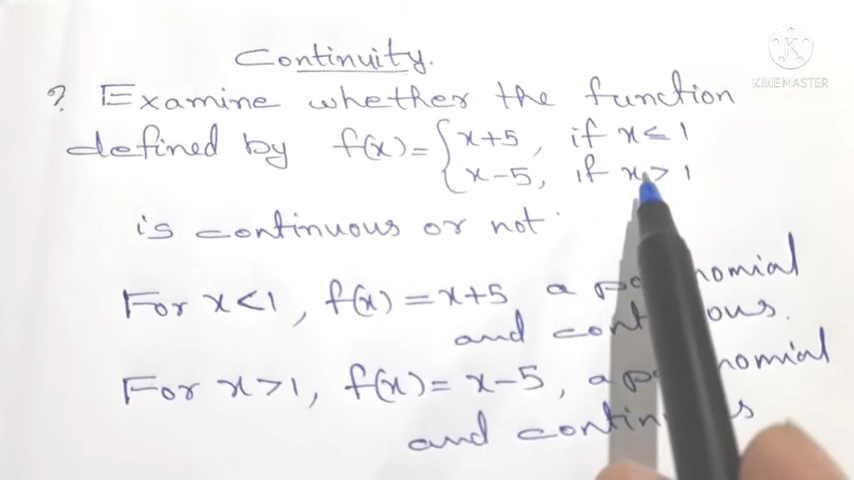 Continuity.
KINEMASTER
? Examine whether the function
defined by f(x) = { x+5, if x ≤ 1
x-5, if x > 1
is continuous or not.
For x<1, f(x) = x+5 a
and
For x>1, f(x) = x-5, a
and